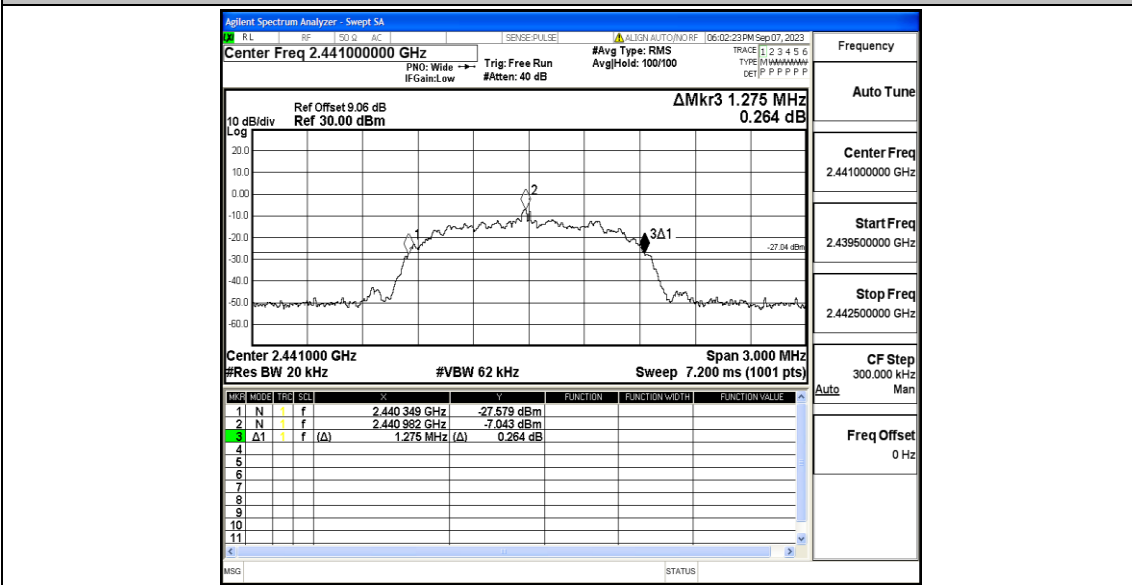 Agilent Spectrum Analyzer - Swept SA
RL RF 50 Ω AC SENSE:PULSE ALIGN AUTO/NO RF 06:02:23 PM Sep 07, 2023
Center Freq 2.441000000 GHz
PNO: Wide
IFGain:Low
Trig: Free Run
#Atten: 40 dB
#Avg Type: RMS
Avg|Hold: 100/100
TRACE 1 2 3 4 5 6
TYPE M WWWWW
DET P P P P P P
Frequency
Auto Tune
Center Freq
2.441000000 GHz
Start Freq
2.439500000 GHz
Stop Freq
2.442500000 GHz
CF Step
300.000 kHz
Auto Man
Freq Offset
0 Hz
ΔMkr3 1.275 MHz
0.264 dB
Ref Offset 9.06 dB
10 dB/div Ref 30.00 dBm
Log
20.0
10.0
0.00
-10.0
-20.0
-30.0
-40.0
-50.0
-60.0
1
2
3Δ1
-27.04 dBm
Center 2.441000 GHz Span 3.000 MHz
#Res BW 20 kHz #VBW 62 kHz Sweep 7.200 ms (1001 pts)
MKR MODE TRC SCL X Y FUNCTION FUNCTION WIDTH FUNCTION VALUE
1 N 1 f 2.440 349 GHz -27.579 dBm
2 N 1 f 2.440 982 GHz -7.043 dBm
3 Δ1 1 f (Δ) 1.275 MHz (Δ) 0.264 dB
4
5
6
7
8
9
10
11
MSG STATUS